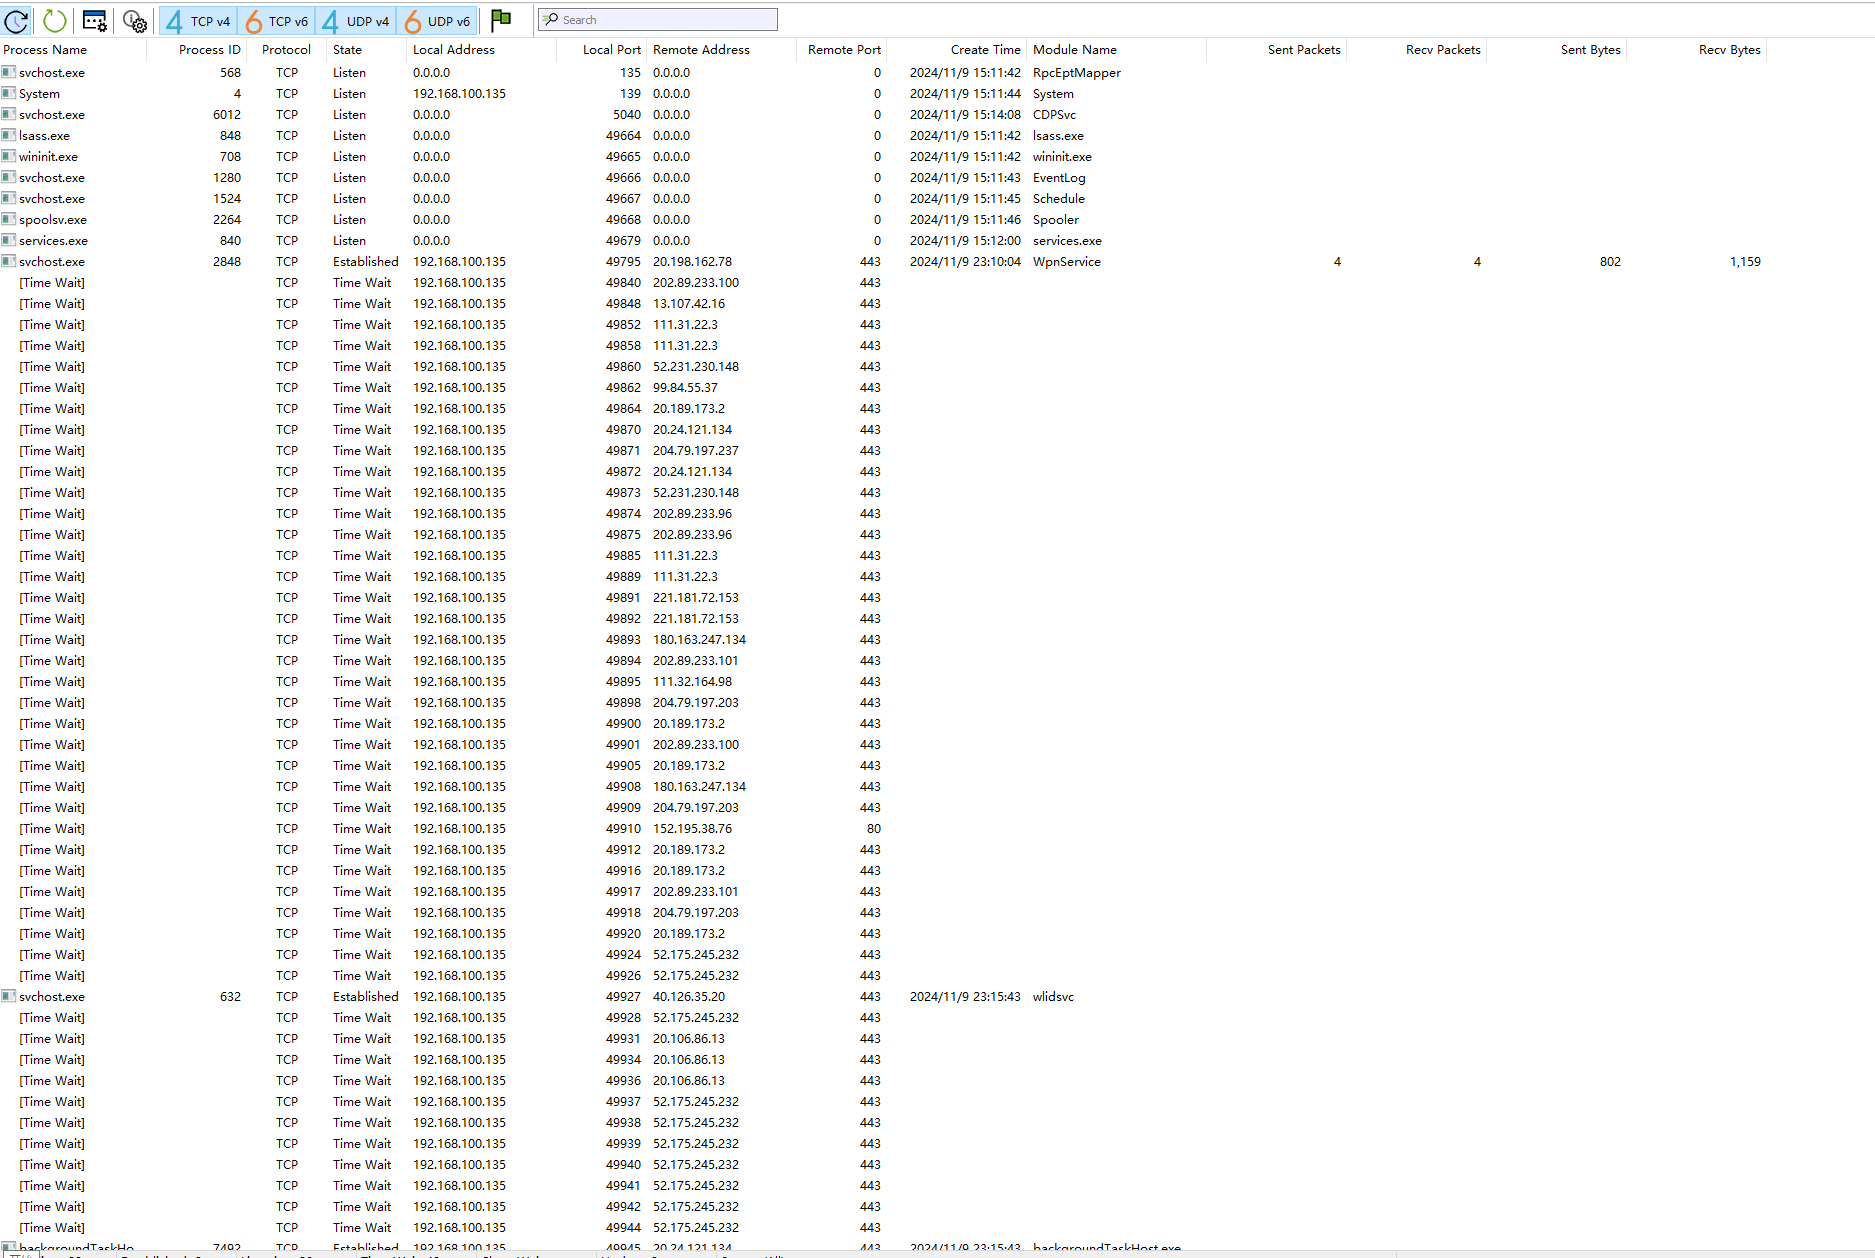 4 TCP v4 6 TCP v6 4 UDP v4 6 UDP v6 Search
Process Name Process ID Protocol State Local Address Local Port Remote Address Remote Port Create Time Module Name Sent Packets Recv Packets Sent Bytes Recv Bytes
svchost.exe 568 TCP Listen 0.0.0.0 135 0.0.0.0 0 2024/11/9 15:11:42 RpcEptMapper
System 4 TCP Listen 192.168.100.135 139 0.0.0.0 0 2024/11/9 15:11:44 System
svchost.exe 6012 TCP Listen 0.0.0.0 5040 0.0.0.0 0 2024/11/9 15:14:08 CDPSvc
lsass.exe 848 TCP Listen 0.0.0.0 49664 0.0.0.0 0 2024/11/9 15:11:42 lsass.exe
wininit.exe 708 TCP Listen 0.0.0.0 49665 0.0.0.0 0 2024/11/9 15:11:42 wininit.exe
svchost.exe 1280 TCP Listen 0.0.0.0 49666 0.0.0.0 0 2024/11/9 15:11:43 EventLog
svchost.exe 1524 TCP Listen 0.0.0.0 49667 0.0.0.0 0 2024/11/9 15:11:45 Schedule
spoolsv.exe 2264 TCP Listen 0.0.0.0 49668 0.0.0.0 0 2024/11/9 15:11:46 Spooler
services.exe 840 TCP Listen 0.0.0.0 49679 0.0.0.0 0 2024/11/9 15:12:00 services.exe
svchost.exe 2848 TCP Established 192.168.100.135 49795 20.198.162.78 443 2024/11/9 23:10:04 WpnService 4 4 802 1,159
[Time Wait] TCP Time Wait 192.168.100.135 49840 202.89.233.100 443
[Time Wait] TCP Time Wait 192.168.100.135 49848 13.107.42.16 443
[Time Wait] TCP Time Wait 192.168.100.135 49852 111.31.22.3 443
[Time Wait] TCP Time Wait 192.168.100.135 49858 111.31.22.3 443
[Time Wait] TCP Time Wait 192.168.100.135 49860 52.231.230.148 443
[Time Wait] TCP Time Wait 192.168.100.135 49862 99.84.55.37 443
[Time Wait] TCP Time Wait 192.168.100.135 49864 20.189.173.2 443
[Time Wait] TCP Time Wait 192.168.100.135 49870 20.24.121.134 443
[Time Wait] TCP Time Wait 192.168.100.135 49871 204.79.197.237 443
[Time Wait] TCP Time Wait 192.168.100.135 49872 20.24.121.134 443
[Time Wait] TCP Time Wait 192.168.100.135 49873 52.231.230.148 443
[Time Wait] TCP Time Wait 192.168.100.135 49874 202.89.233.96 443
[Time Wait] TCP Time Wait 192.168.100.135 49875 202.89.233.96 443
[Time Wait] TCP Time Wait 192.168.100.135 49885 111.31.22.3 443
[Time Wait] TCP Time Wait 192.168.100.135 49889 111.31.22.3 443
[Time Wait] TCP Time Wait 192.168.100.135 49891 221.181.72.153 443
[Time Wait] TCP Time Wait 192.168.100.135 49892 221.181.72.153 443
[Time Wait] TCP Time Wait 192.168.100.135 49893 180.163.247.134 443
[Time Wait] TCP Time Wait 192.168.100.135 49894 202.89.233.101 443
[Time Wait] TCP Time Wait 192.168.100.135 49895 111.32.164.98 443
[Time Wait] TCP Time Wait 192.168.100.135 49898 204.79.197.203 443
[Time Wait] TCP Time Wait 192.168.100.135 49900 20.189.173.2 443
[Time Wait] TCP Time Wait 192.168.100.135 49901 202.89.233.100 443
[Time Wait] TCP Time Wait 192.168.100.135 49905 20.189.173.2 443
[Time Wait] TCP Time Wait 192.168.100.135 49908 180.163.247.134 443
[Time Wait] TCP Time Wait 192.168.100.135 49909 204.79.197.203 443
[Time Wait] TCP Time Wait 192.168.100.135 49910 152.195.38.76 80
[Time Wait] TCP Time Wait 192.168.100.135 49912 20.189.173.2 443
[Time Wait] TCP Time Wait 192.168.100.135 49916 20.189.173.2 443
[Time Wait] TCP Time Wait 192.168.100.135 49917 202.89.233.101 443
[Time Wait] TCP Time Wait 192.168.100.135 49918 204.79.197.203 443
[Time Wait] TCP Time Wait 192.168.100.135 49920 20.189.173.2 443
[Time Wait] TCP Time Wait 192.168.100.135 49924 52.175.245.232 443
[Time Wait] TCP Time Wait 192.168.100.135 49926 52.175.245.232 443
svchost.exe 632 TCP Established 192.168.100.135 49927 40.126.35.20 443 2024/11/9 23:15:43 wlidsvc
[Time Wait] TCP Time Wait 192.168.100.135 49928 52.175.245.232 443
[Time Wait] TCP Time Wait 192.168.100.135 49931 20.106.86.13 443
[Time Wait] TCP Time Wait 192.168.100.135 49934 20.106.86.13 443
[Time Wait] TCP Time Wait 192.168.100.135 49936 20.106.86.13 443
[Time Wait] TCP Time Wait 192.168.100.135 49937 52.175.245.232 443
[Time Wait] TCP Time Wait 192.168.100.135 49938 52.175.245.232 443
[Time Wait] TCP Time Wait 192.168.100.135 49939 52.175.245.232 443
[Time Wait] TCP Time Wait 192.168.100.135 49940 52.175.245.232 443
[Time Wait] TCP Time Wait 192.168.100.135 49941 52.175.245.232 443
[Time Wait] TCP Time Wait 192.168.100.135 49942 52.175.245.232 443
[Time Wait] TCP Time Wait 192.168.100.135 49944 52.175.245.232 443
backgroundTaskHo 7492 TCP Established 192.168.100.135 49945 20.24.121.134 443 2024/11/9 23:15:43 backgroundTaskHost.exe